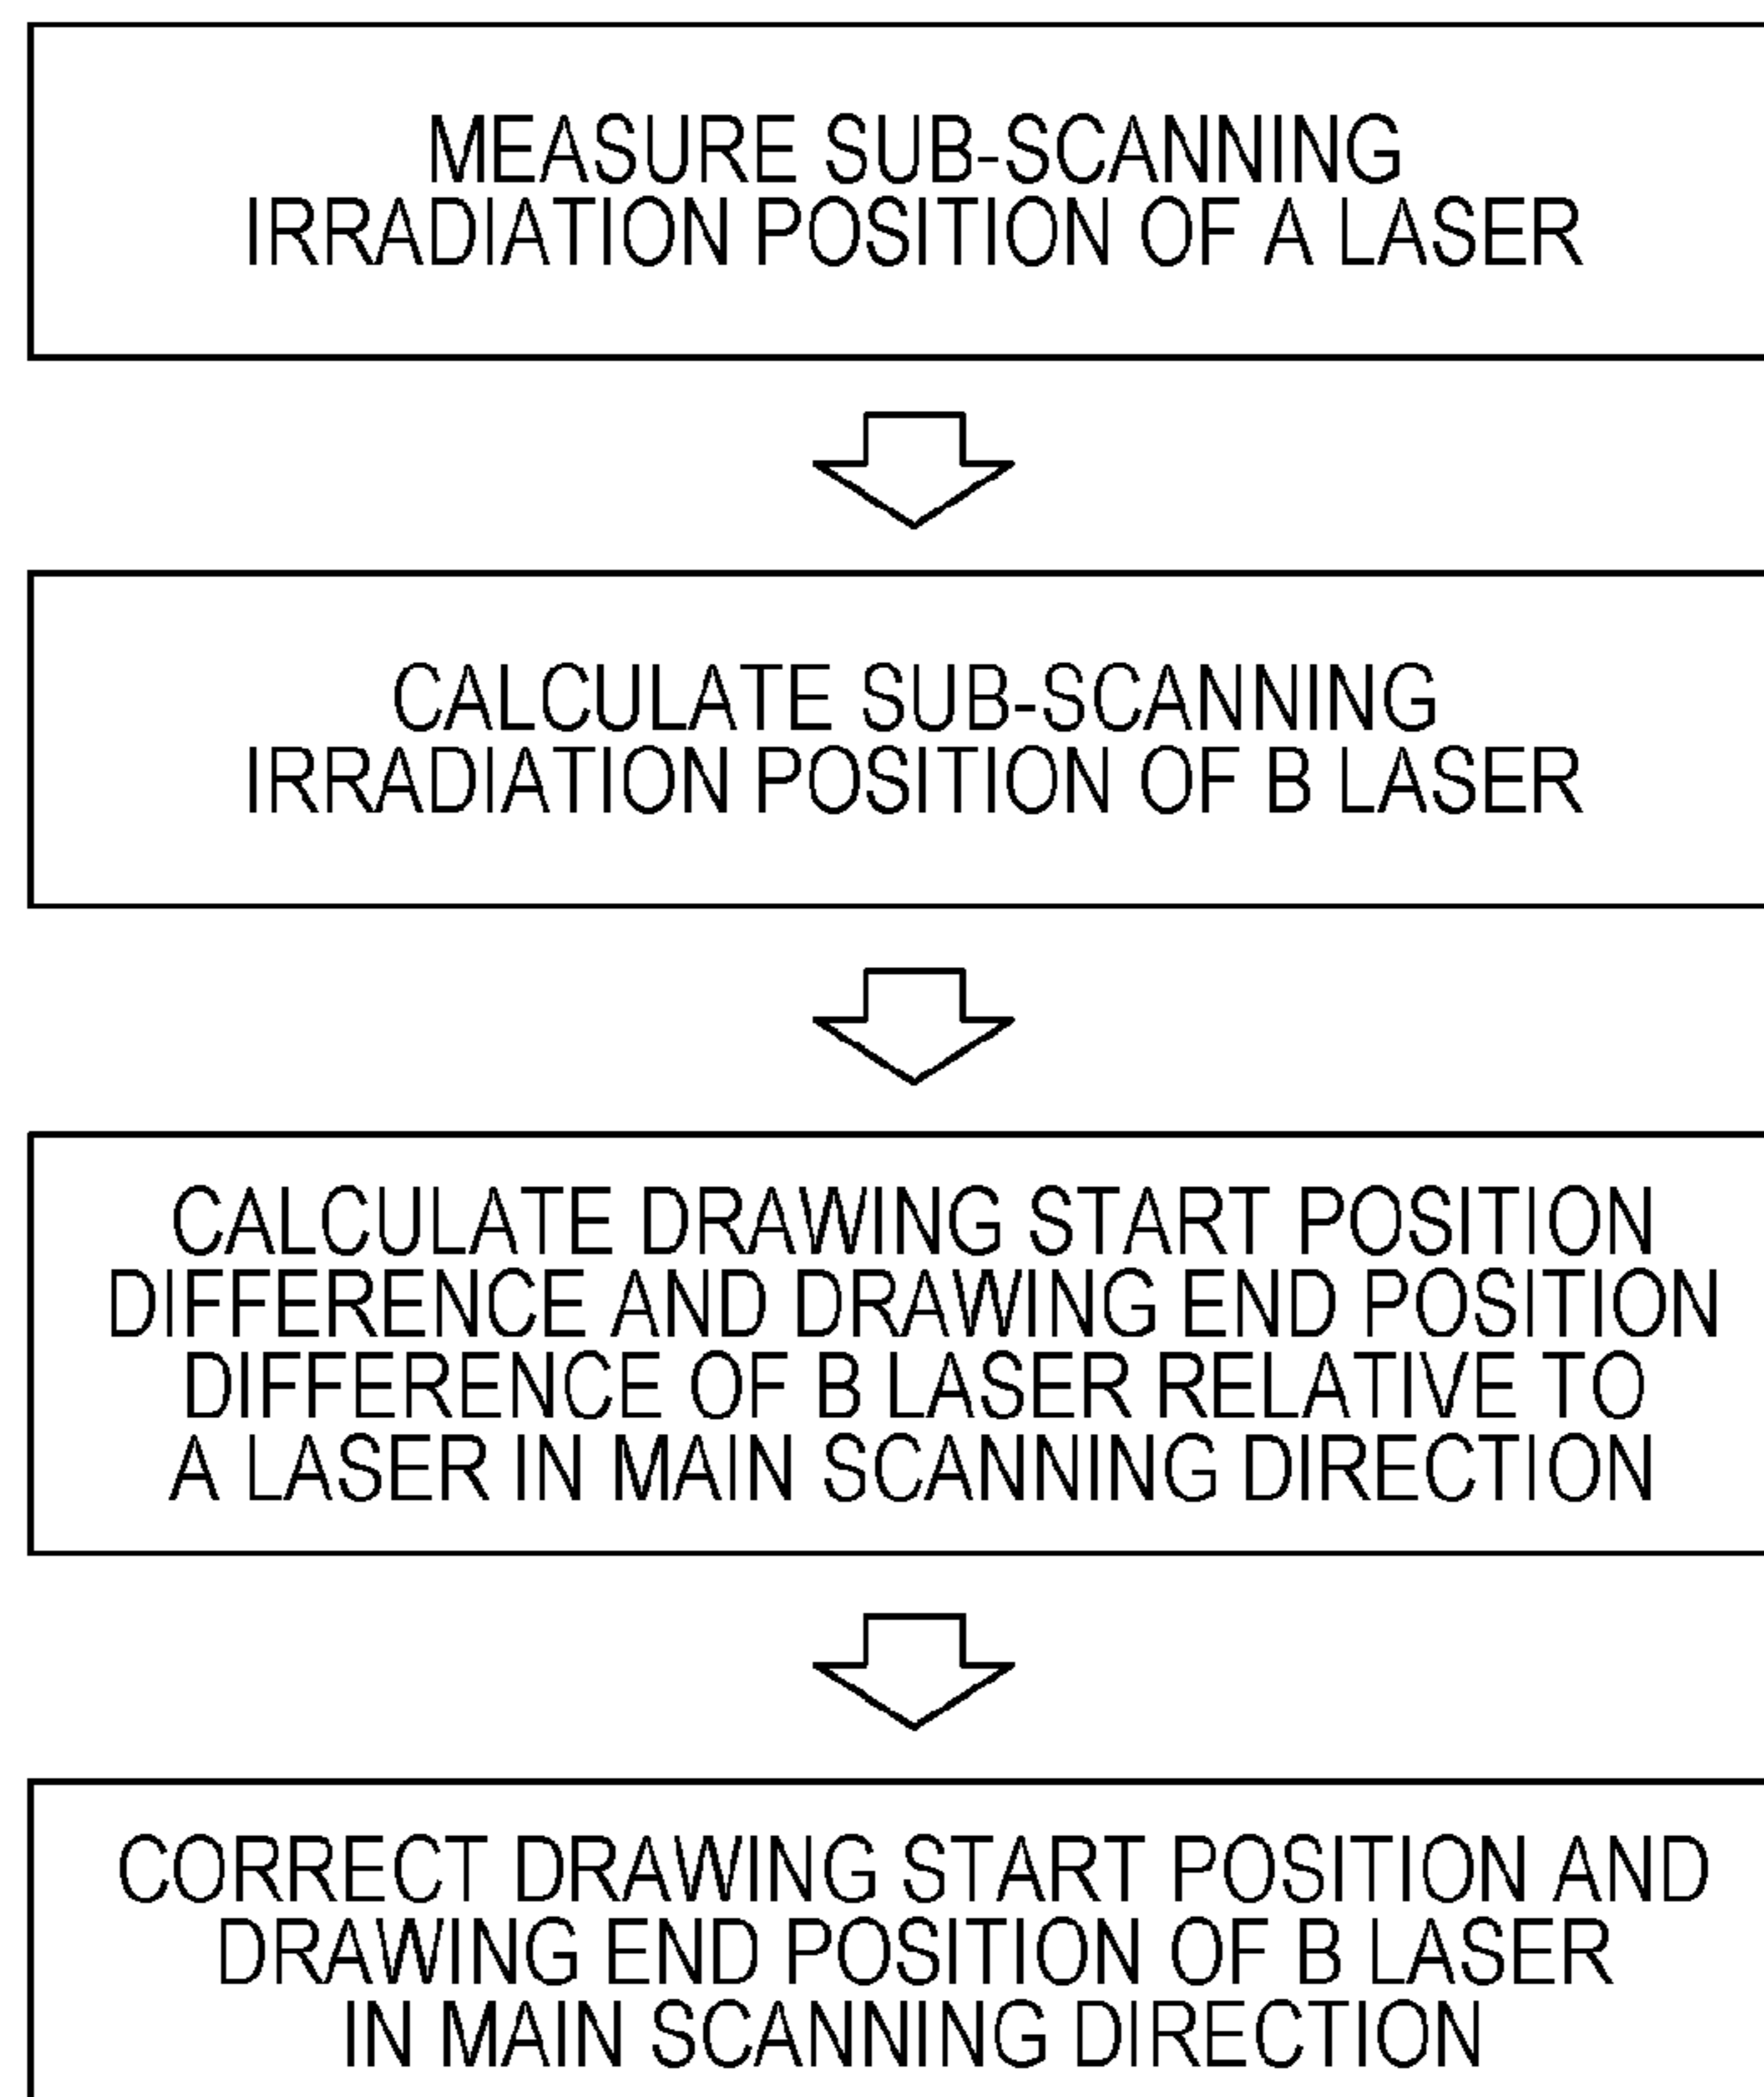 MEASURE SUB-SCANNING
IRRADIATION POSITION OF A LASER
CALCULATE SUB-SCANNING
IRRADIATION POSITION OF B LASER
CALCULATE DRAWING START POSITION
DIFFERENCE AND DRAWING END POSITION
DIFFERENCE OF B LASER RELATIVE TO
A LASER IN MAIN SCANNING DIRECTION
CORRECT DRAWING START POSITION AND
DRAWING END POSITION OF B LASER
IN MAIN SCANNING DIRECTION